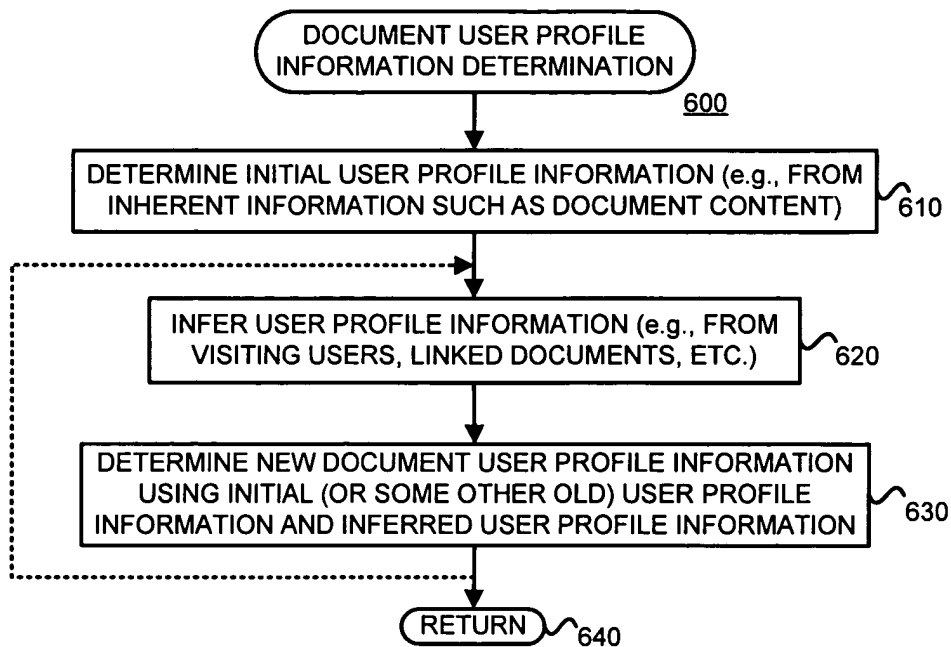 DOCUMENT USER PROFILE
INFORMATION DETERMINATION
600
DETERMINE INITIAL USER PROFILE INFORMATION (e.g., FROM
INHERENT INFORMATION SUCH AS DOCUMENT CONTENT)
610
INFER USER PROFILE INFORMATION (e.g., FROM
VISITING USERS, LINKED DOCUMENTS, ETC.)
620
DETERMINE NEW DOCUMENT USER PROFILE INFORMATION
USING INITIAL (OR SOME OTHER OLD) USER PROFILE
INFORMATION AND INFERRED USER PROFILE INFORMATION
630
RETURN
640